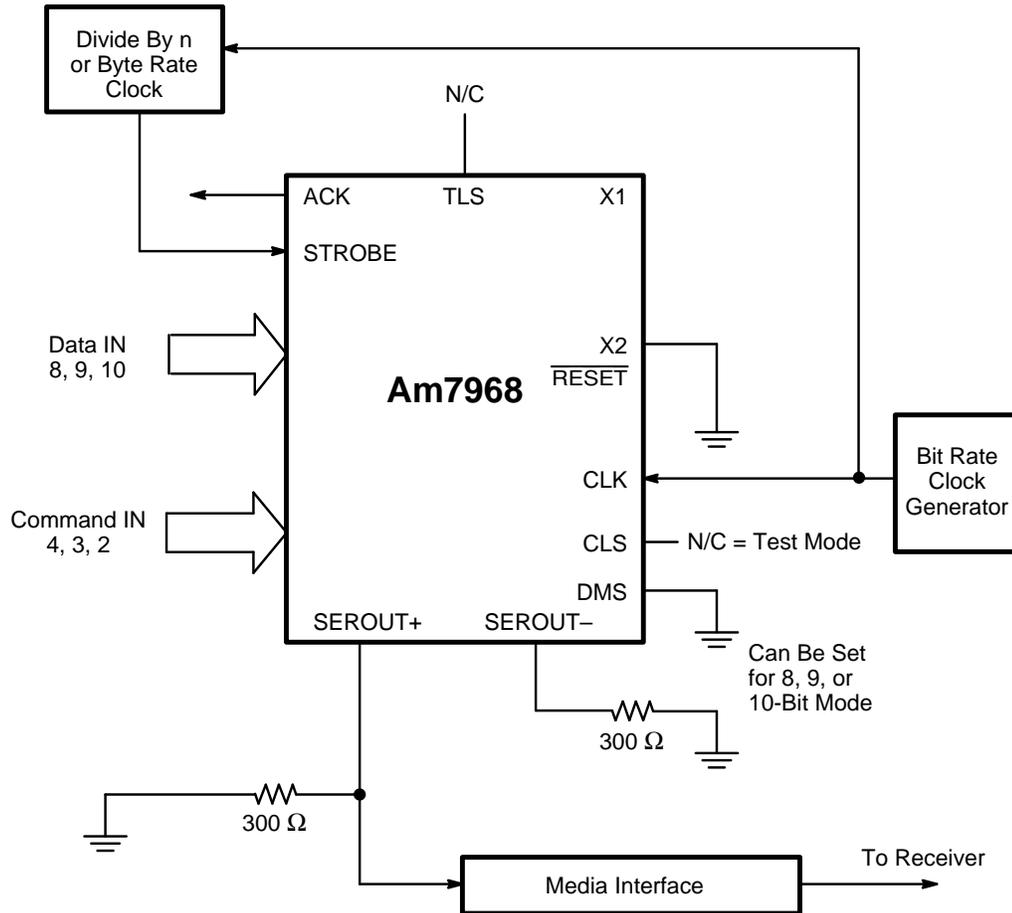 Divide By n
or Byte Rate
Clock
N/C
ACK
TLS
X1
STROBE
Data IN
8, 9, 10
X2
RESET
Am7968
Bit Rate
Clock
Generator
CLK
Command IN
4, 3, 2
CLS
N/C = Test Mode
DMS
SEROUT+
SEROUT–
Can Be Set
for 8, 9, or
10-Bit Mode
300 Ω
300 Ω
To Receiver
Media Interface